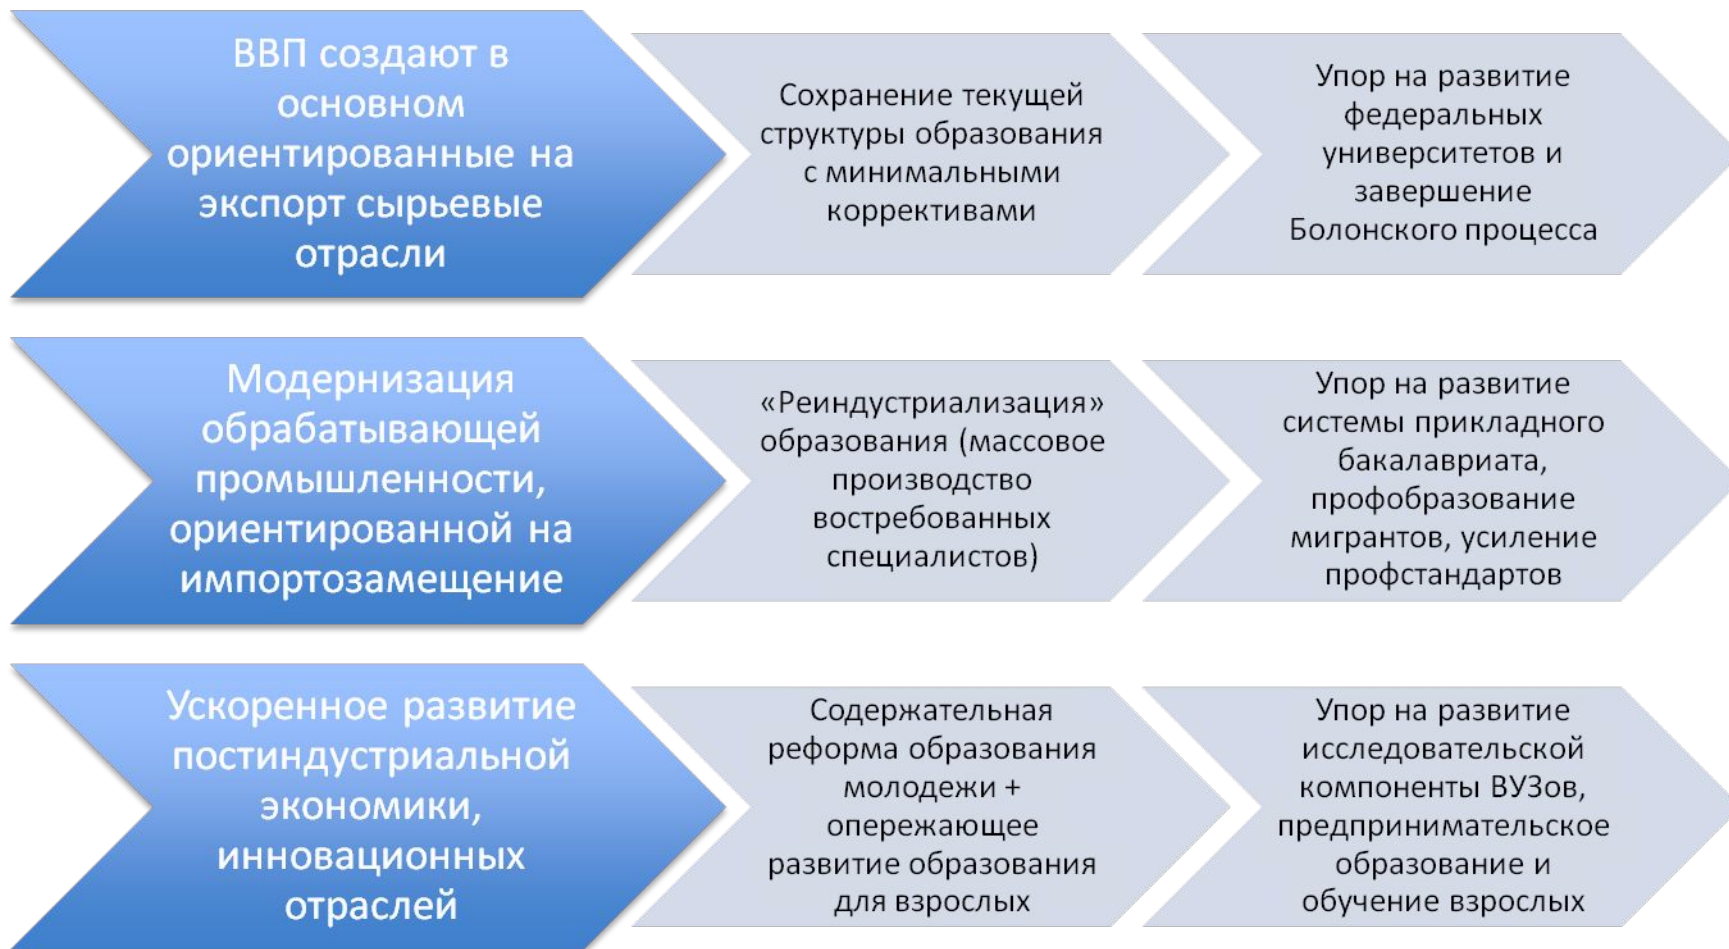 ВВП создают в
основном
ориентированные на
экспорт сырьевые
отрасли
Сохранение текущей
структуры образования
с минимальными
коррективами
Упор на развитие
федеральных
университетов и
завершение
Болонского процесса
Модернизация
обрабатывающей
промышленности,
ориентированной на
импортозамещение
«Реиндустриализация»
образования (массовое
производство
востребованных
специалистов)
Упор на развитие
системы прикладного
бакалавриата,
профобразование
мигрантов, усиление
профстандартов
Ускоренное развитие
постиндустриальной
экономики,
инновационных
отраслей
Содержательная
реформа образования
молодежи +
опережающее
развитие образования
для взрослых
Упор на развитие
исследовательской
компоненты ВУЗов,
предпринимательское
образование и
обучение взрослых